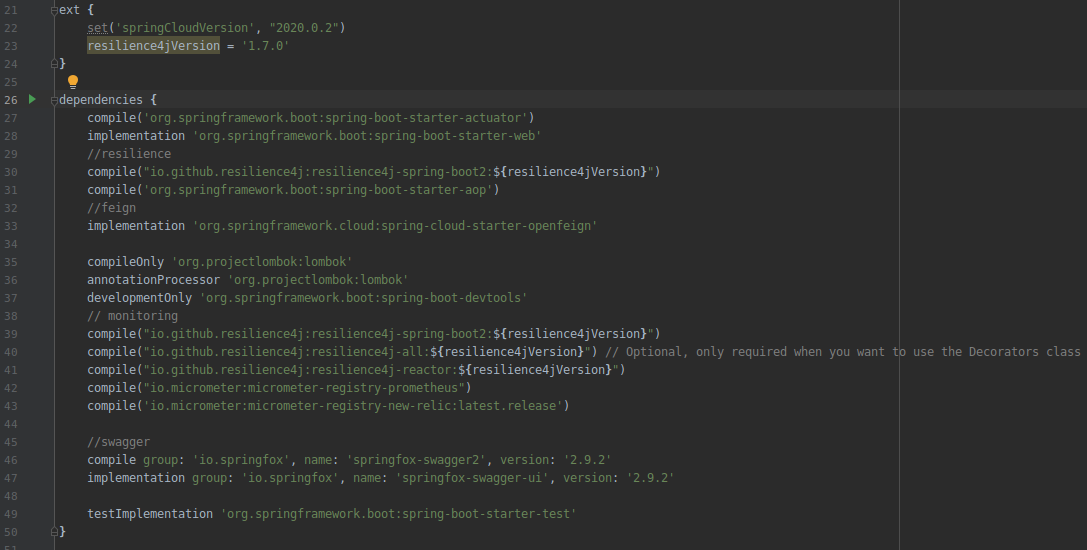 21 ext {
22 set('springCloudVersion', "2020.0.2")
23 resilience4jVersion = '1.7.0'
24 }
25
26 dependencies {
27 compile('org.springframework.boot:spring-boot-starter-actuator')
28 implementation 'org.springframework.boot:spring-boot-starter-web'
29 //resilience
30 compile("io.github.resilience4j:resilience4j-spring-boot2:${resilience4jVersion}")
31 compile('org.springframework.boot:spring-boot-starter-aop')
32 //feign
33 implementation 'org.springframework.cloud:spring-cloud-starter-openfeign'
34
35 compileOnly 'org.projectlombok:lombok'
36 annotationProcessor 'org.projectlombok:lombok'
37 developmentOnly 'org.springframework.boot:spring-boot-devtools'
38 // monitoring
39 compile("io.github.resilience4j:resilience4j-spring-boot2:${resilience4jVersion}")
40 compile("io.github.resilience4j:resilience4j-all:${resilience4jVersion}") // Optional, only required when you want to use the Decorators class
41 compile("io.github.resilience4j:resilience4j-reactor:${resilience4jVersion}")
42 compile("io.micrometer:micrometer-registry-prometheus")
43 compile('io.micrometer:micrometer-registry-new-relic:latest.release')
44
45 //swagger
46 compile group: 'io.springfox', name: 'springfox-swagger2', version: '2.9.2'
47 implementation group: 'io.springfox', name: 'springfox-swagger-ui', version: '2.9.2'
48
49 testImplementation 'org.springframework.boot:spring-boot-starter-test'
50 }